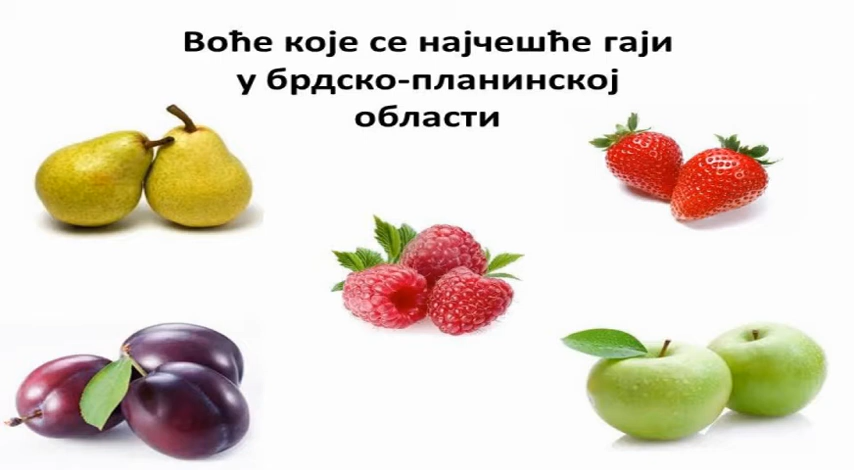 Воће које се најчешће гаји
у брдско-планинској
области